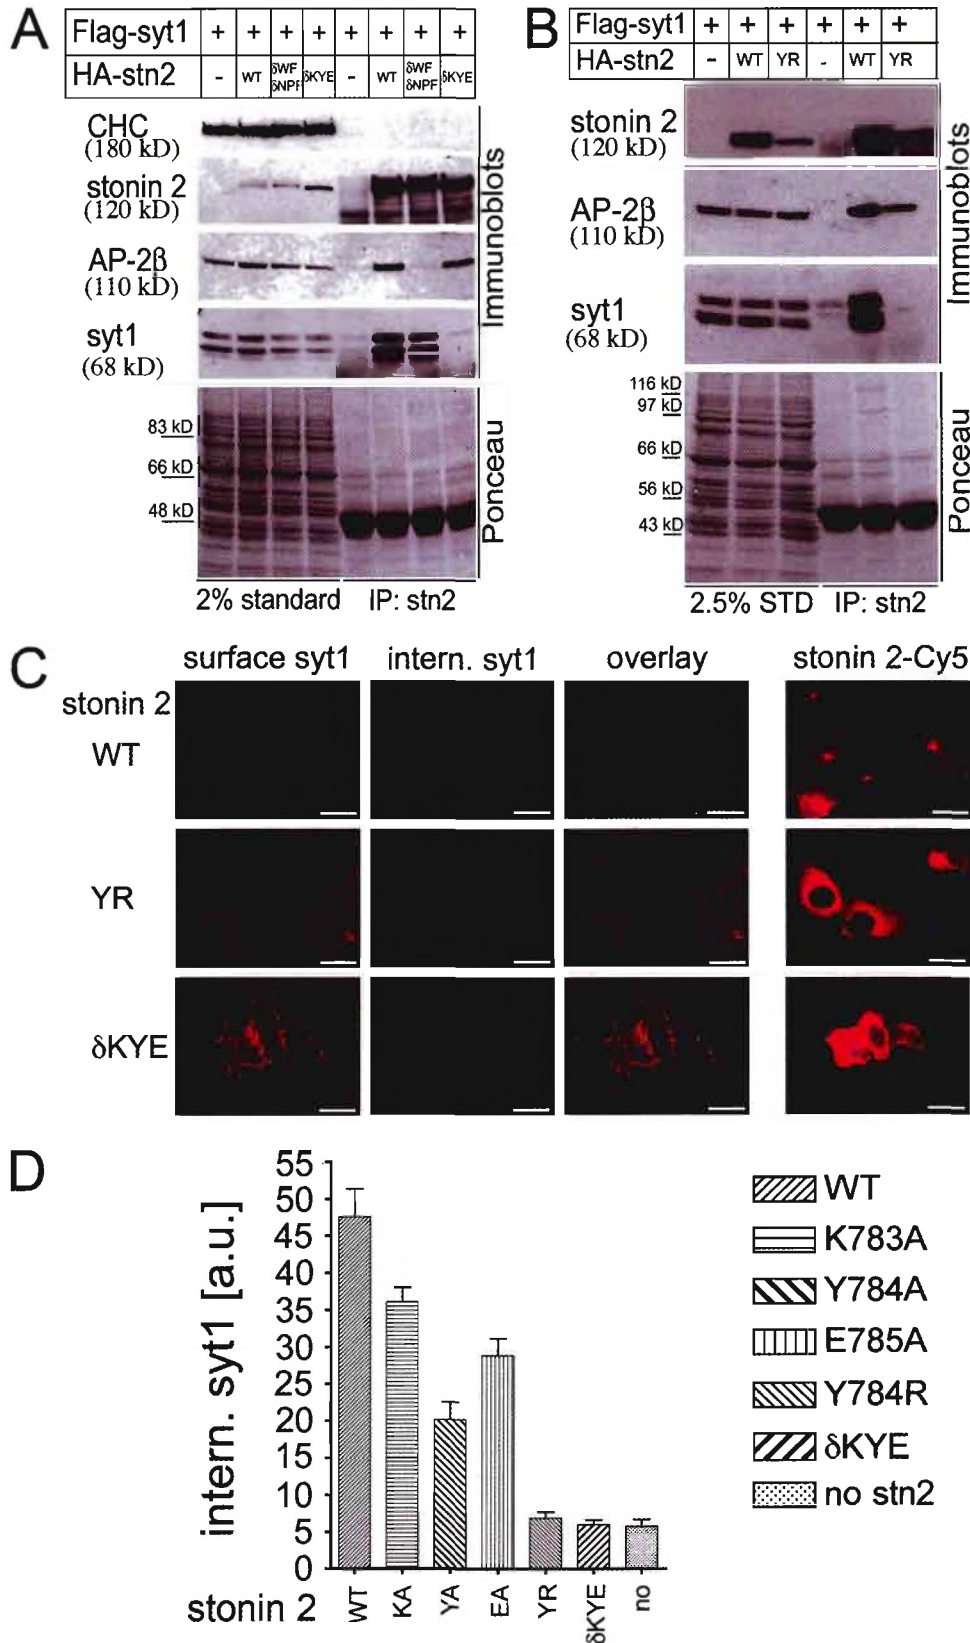 A
Flag-syt1 + + + + + + + +
HA-stn2 - WT δWF δNPF δKYE - WT δWF δNPF δKYE
CHC
(180 kD)
stonin 2
(120 kD)
AP-2β
(110 kD)
syt1
(68 kD)
Immunoblots
83 kD
66 kD
48 kD
Ponceau
2% standard IP: stn2
B
Flag-syt1 + + + + + +
HA-stn2 - WT YR - WT YR
stonin 2
(120 kD)
AP-2β
(110 kD)
syt1
(68 kD)
Immunoblots
116 kD
97 kD
66 kD
56 kD
43 kD
Ponceau
2.5% STD IP: stn2
C
surface syt1 intern. syt1 overlay stonin 2-Cy5
stonin 2
WT
YR
δKYE
D
intern. syt1 [a.u.]
55
50
45
40
35
30
25
20
15
10
5
0
stonin 2 WT KA YA EA YR δKYE no
WT
K783A
Y784A
E785A
Y784R
δKYE
no stn2